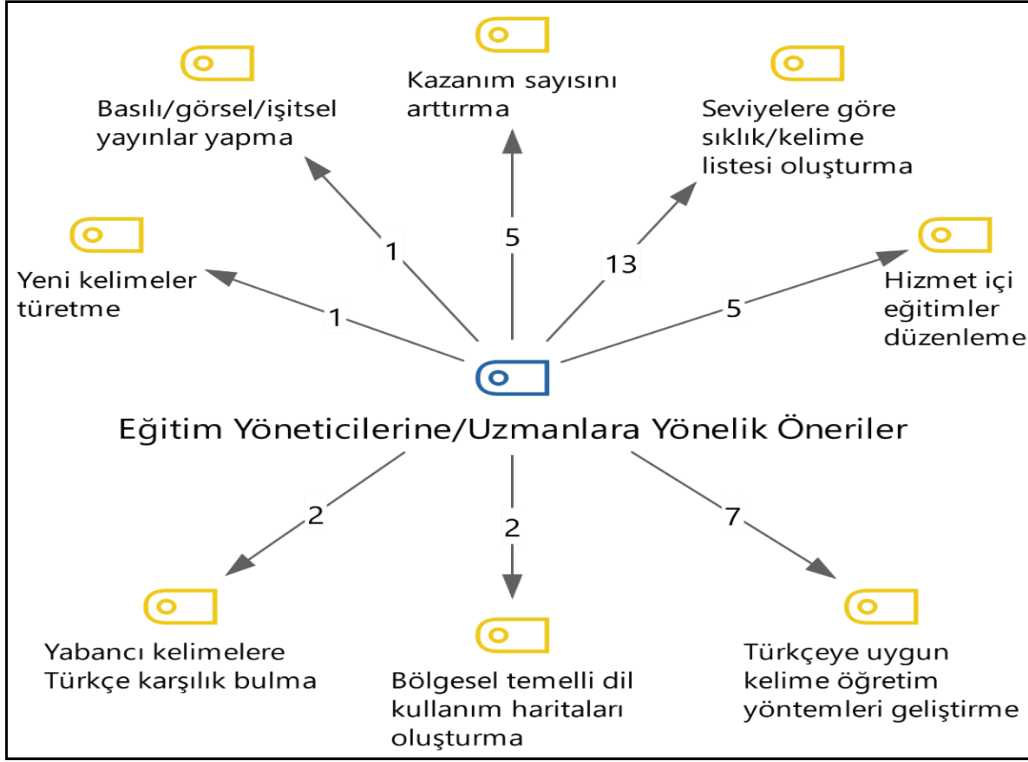 Kazanım sayısını
arttırma
Basılı/görsel/işitsel
yayınlar yapma
Seviyelere göre
sıklık/kelime
listesi oluşturma
Yeni kelimeler
türetme
Hizmet içi
eğitimler
düzenleme
1
1
5
13
5
Eğitim Yöneticilerine/Uzmanlara Yönelik Öneriler
2
2
7
Yabancı kelimelere
Türkçe karşılık bulma
Bölgesel temelli dil
kullanım haritaları
oluşturma
Türkçeye uygun
kelime öğretim
yöntemleri geliştirme